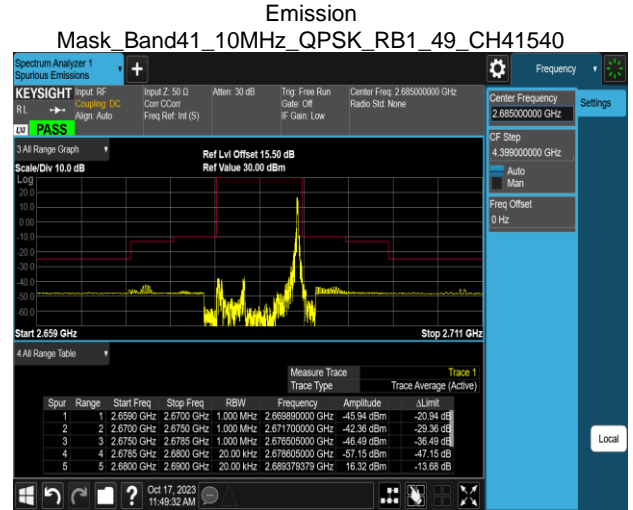 Emission
Mask_Band41_10MHz_QPSK_RB1_49_CH41540
Spectrum Analyzer 1
Spurious Emissions
Frequency
KEYSIGHT Input: RF Input Z: 50 Ω Atten: 30 dB Trig: Free Run Center Freq: 2.685000000 GHz
RL Coupling: DC Corr CCorr Gate: Off Radio Std: None
Align: Auto Freq Ref: Int (S) IF Gain: Low
LXI PASS
Center Frequency
2.685000000 GHz
Settings
CF Step
4.399000000 GHz
Auto
Man
Freq Offset
0 Hz
3 All Range Graph
Ref Lvl Offset 15.50 dB
Scale/Div 10.0 dB Ref Value 30.00 dBm
Log
20.0
10.0
0.00
-10.0
-20.0
-30.0
-40.0
-50.0
-60.0
Start 2.659 GHz Stop 2.711 GHz
4 All Range Table
Measure Trace Trace 1
Trace Type Trace Average (Active)
Spur Range Start Freq Stop Freq RBW Frequency Amplitude ΔLimit
1 1 2.6590 GHz 2.6700 GHz 1.000 MHz 2.669890000 GHz -45.94 dBm -20.94 dB
2 2 2.6700 GHz 2.6750 GHz 1.000 MHz 2.671700000 GHz -42.36 dBm -29.36 dB
3 3 2.6750 GHz 2.6785 GHz 1.000 MHz 2.676505000 GHz -46.49 dBm -36.49 dB
4 4 2.6785 GHz 2.6800 GHz 20.00 kHz 2.678605000 GHz -57.15 dBm -47.15 dB
5 5 2.6800 GHz 2.6900 GHz 20.00 kHz 2.689379379 GHz 16.32 dBm -13.68 dB
Local
Oct 17, 2023
11:49:32 AM